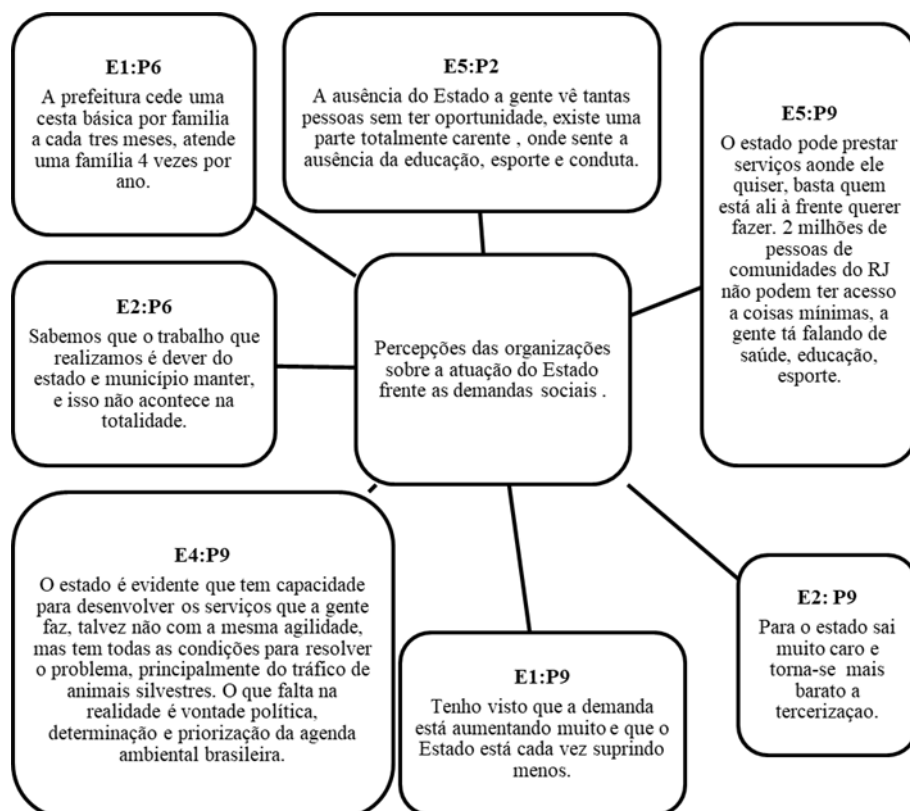 E1:P6
A prefeitura cede uma
cesta básica por familia
a cada tres meses, atende
uma família 4 vezes por
ano.
E5:P2
A ausência do Estado a gente vê tantas
pessoas sem ter oportunidade, existe uma
parte totalmente carente , onde sente a
ausência da educação, esporte e conduta.
E5:P9
O estado pode prestar
serviços aonde ele
quiser, basta quem
está ali à frente querer
fazer. 2 milhões de
pessoas de
comunidades do RJ
não podem ter acesso
a coisas mínimas, a
gente tá falando de
saúde, educação,
esporte.
E2:P6
Sabemos que o trabalho que
realizamos é dever do
estado e município manter,
e isso não acontece na
totalidade.
Percepções das organizações
sobre a atuação do Estado
frente as demandas sociais .
E4:P9
O estado é evidente que tem capacidade
para desenvolver os serviços que a gente
faz, talvez não com a mesma agilidade,
mas tem todas as condições para resolver
o problema, principalmente do tráfico de
animais silvestres. O que falta na
realidade é vontade política,
determinação e priorização da agenda
ambiental brasileira.
E1:P9
Tenho visto que a demanda
está aumentando muito e que o
Estado está cada vez suprindo
menos.
E2: P9
Para o estado sai
muito caro e
torna-se mais
barato a
tercerizaçao.